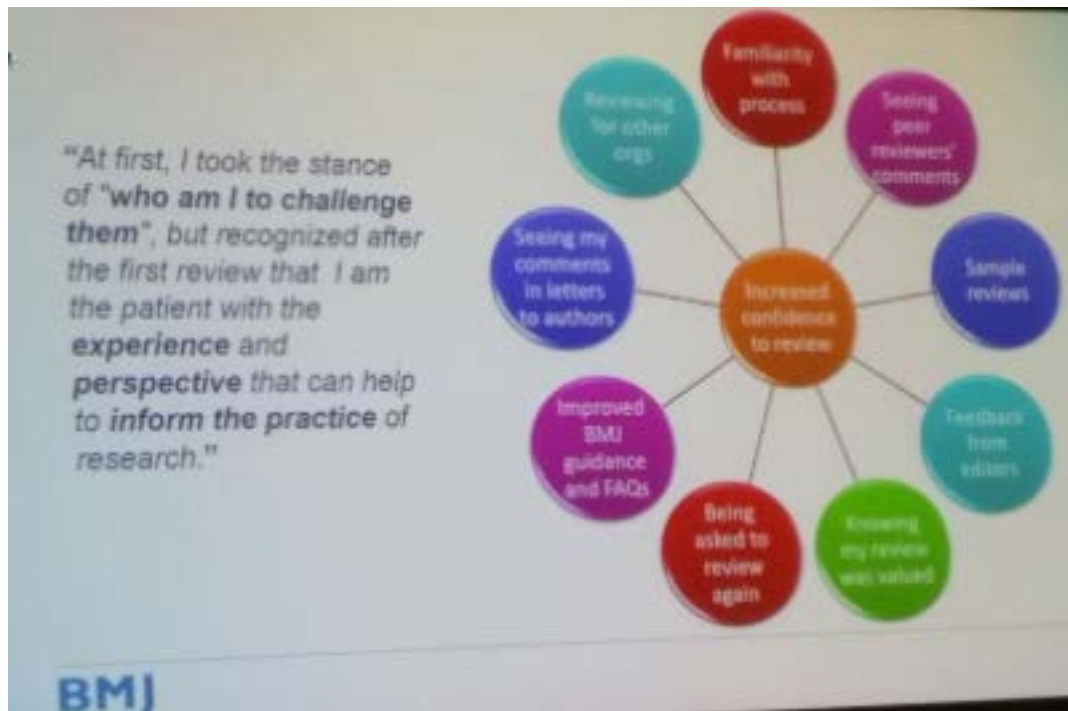 "At first, I took the stance
of "who am I to challenge
them", but recognized after
the first review that I am
the patient with the
experience and
perspective that can help
to inform the practice of
research."
Familiarity
with
process
Seeing
peer
reviewers'
comments
Sample
reviews
Feedback
from
editors
Knowing
my review
was valued
Being
asked to
review
again
Improved
BMJ
guidance
and FAQs
Seeing my
comments
in letters
to authors
Reviewing
for other
orgs
Increased
confidence
to review
BMJ